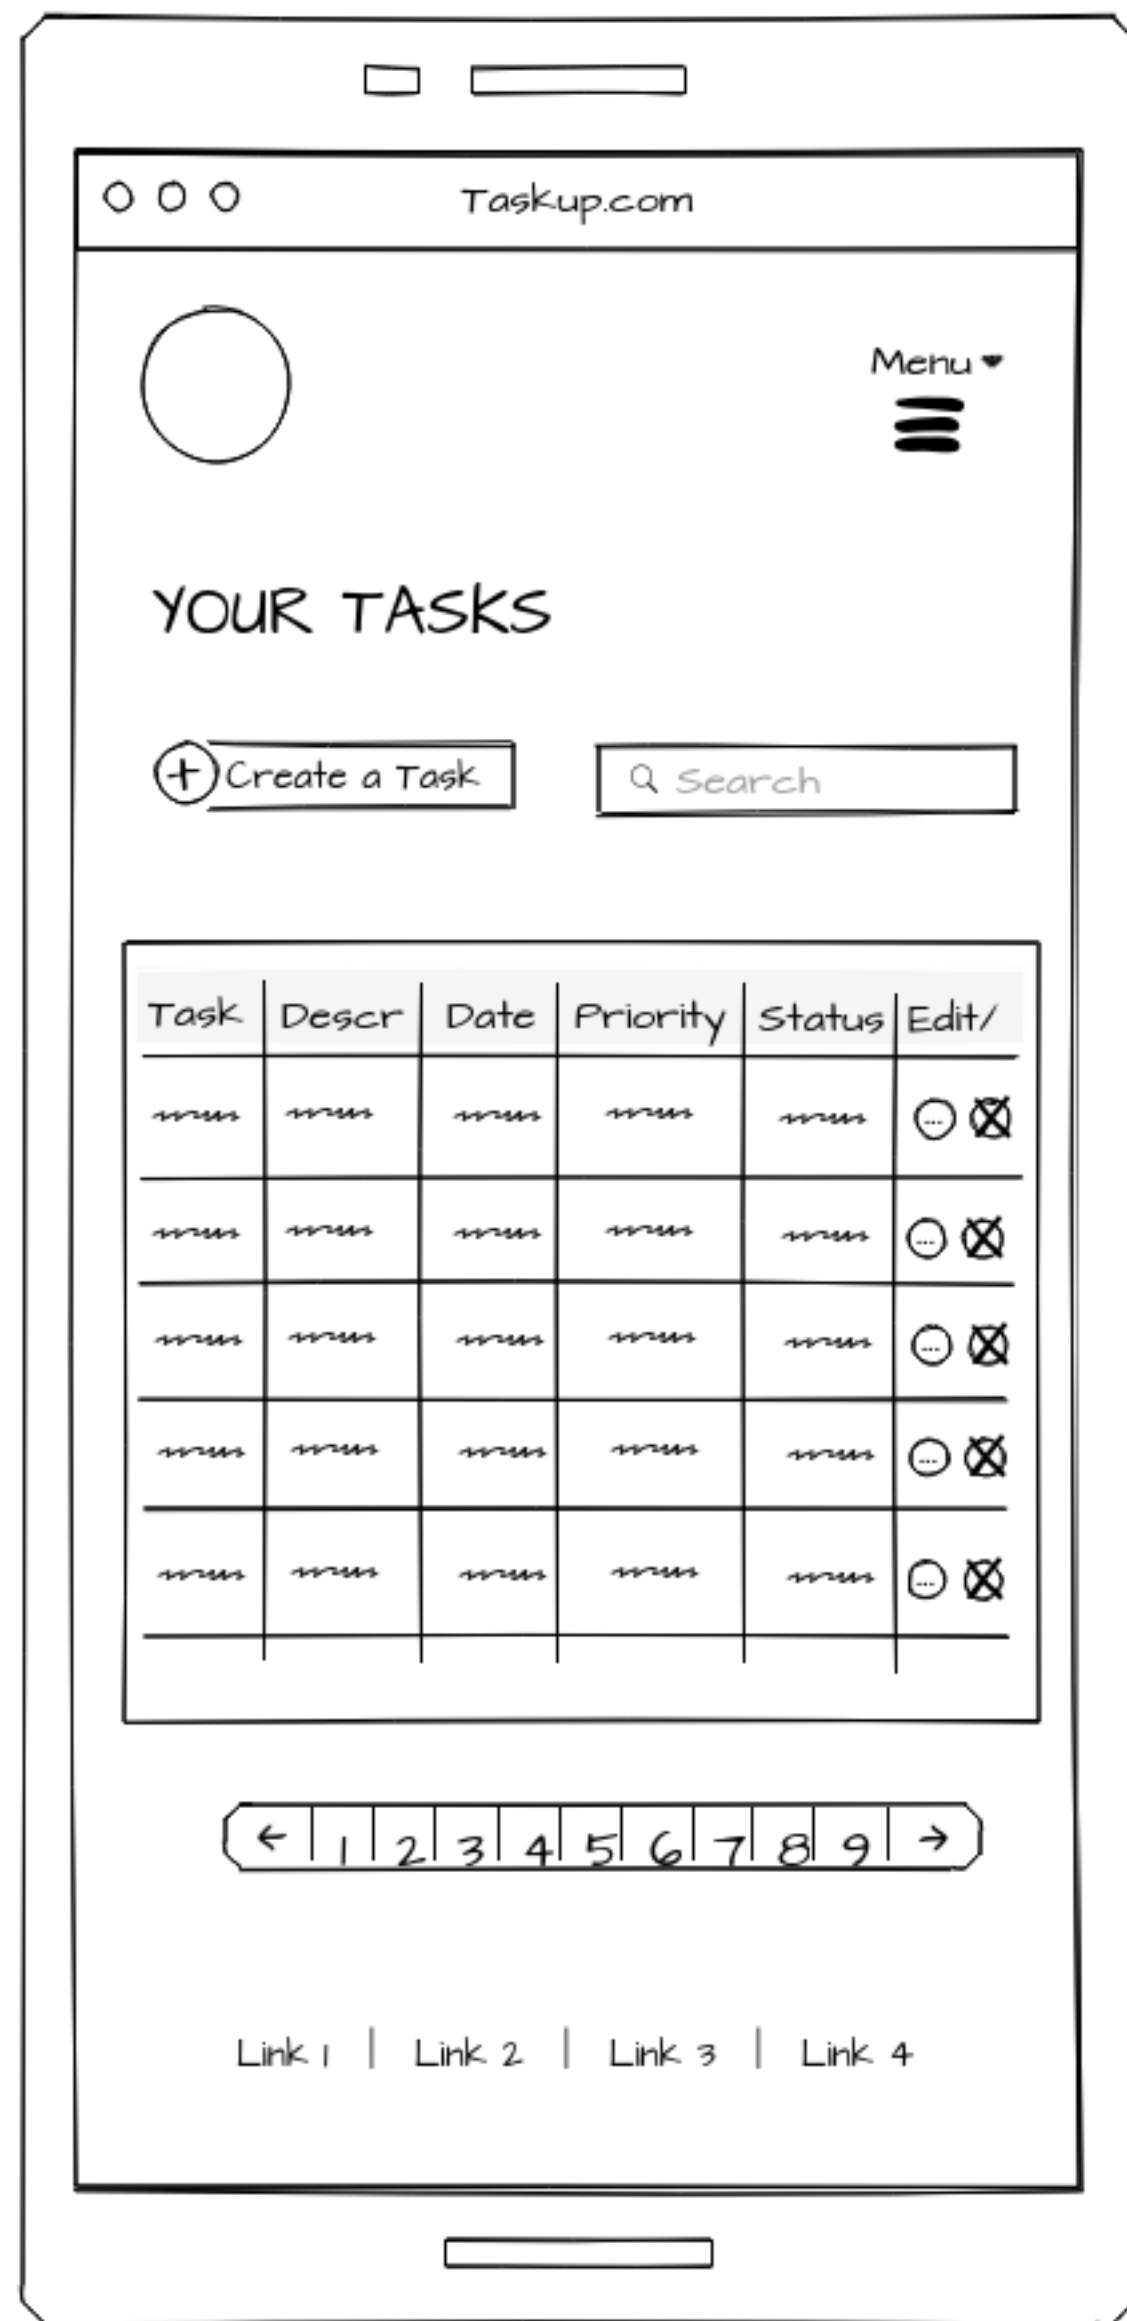 Taskup.com
Menu
YOUR TASKS
Create a Task
Search
Task Descr Date Priority Status Edit/
...
...
...
...
...
← 1 2 3 4 5 6 7 8 9 →
Link 1 | Link 2 | Link 3 | Link 4